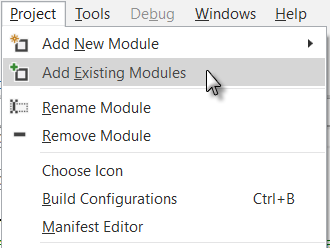 Project Tools Debug Windows Help
Add New Module
Add Existing Modules
Rename Module
Remove Module
Choose Icon
Build Configurations Ctrl+B
Manifest Editor